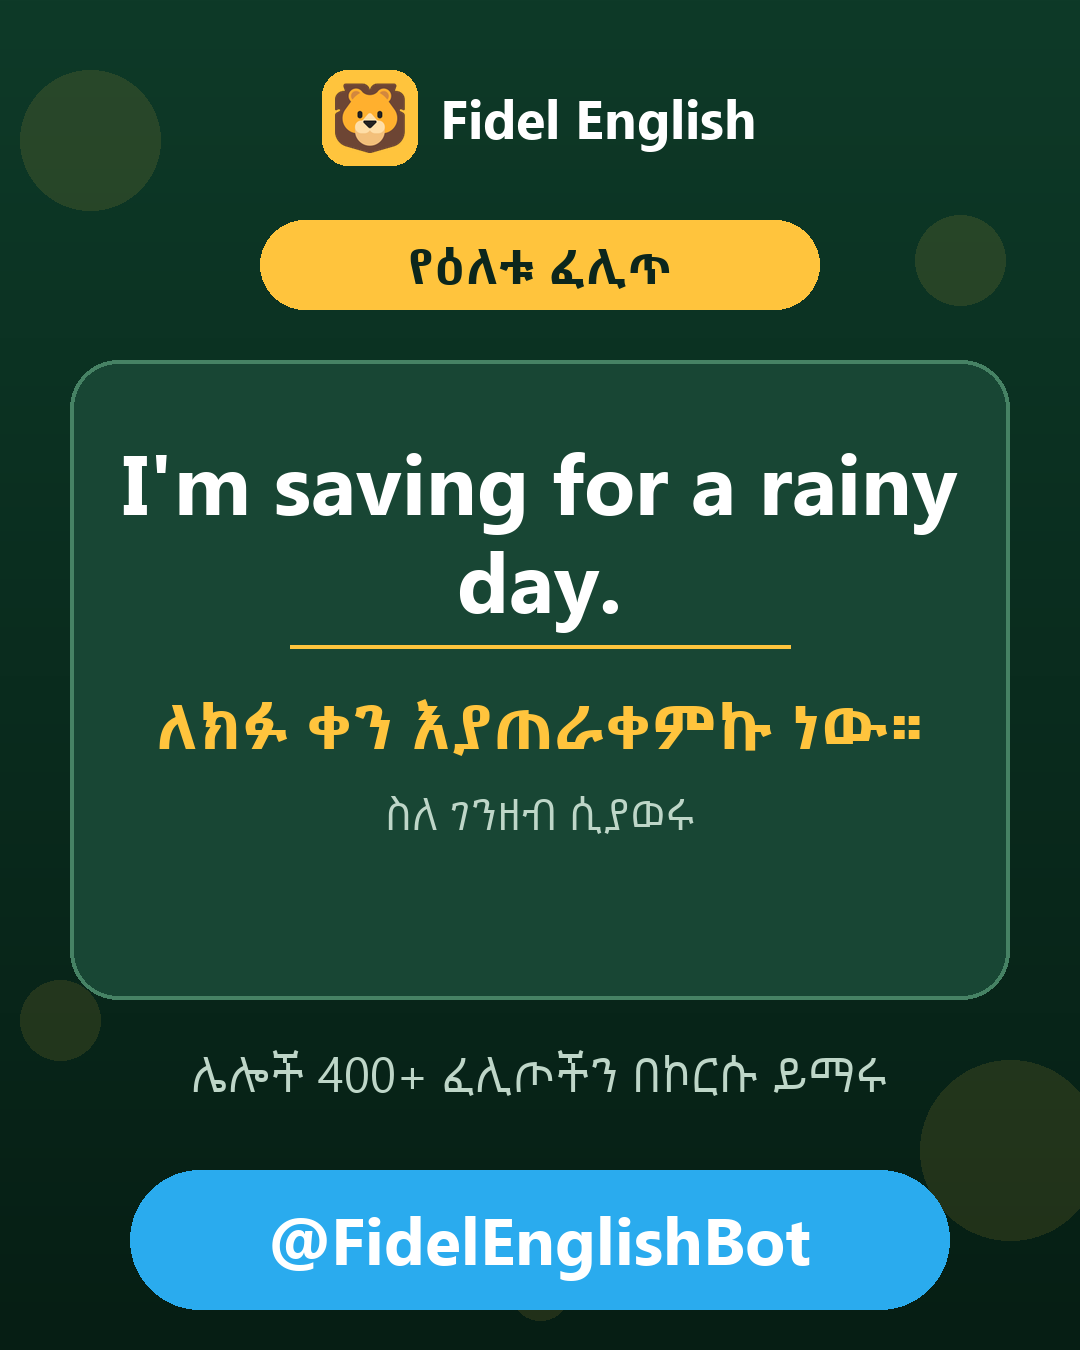 Fidel English
የዕለቱ ፈሊጥ
I'm saving for a rainy
day.
ለክፉ ቀን እያጠራቀምኩ ነው።
ስለ ገንዘብ ሲያወሩ
ሌሎች 400+ ፈሊጦችን በኮርሱ ይማሩ
@FidelEnglishBot